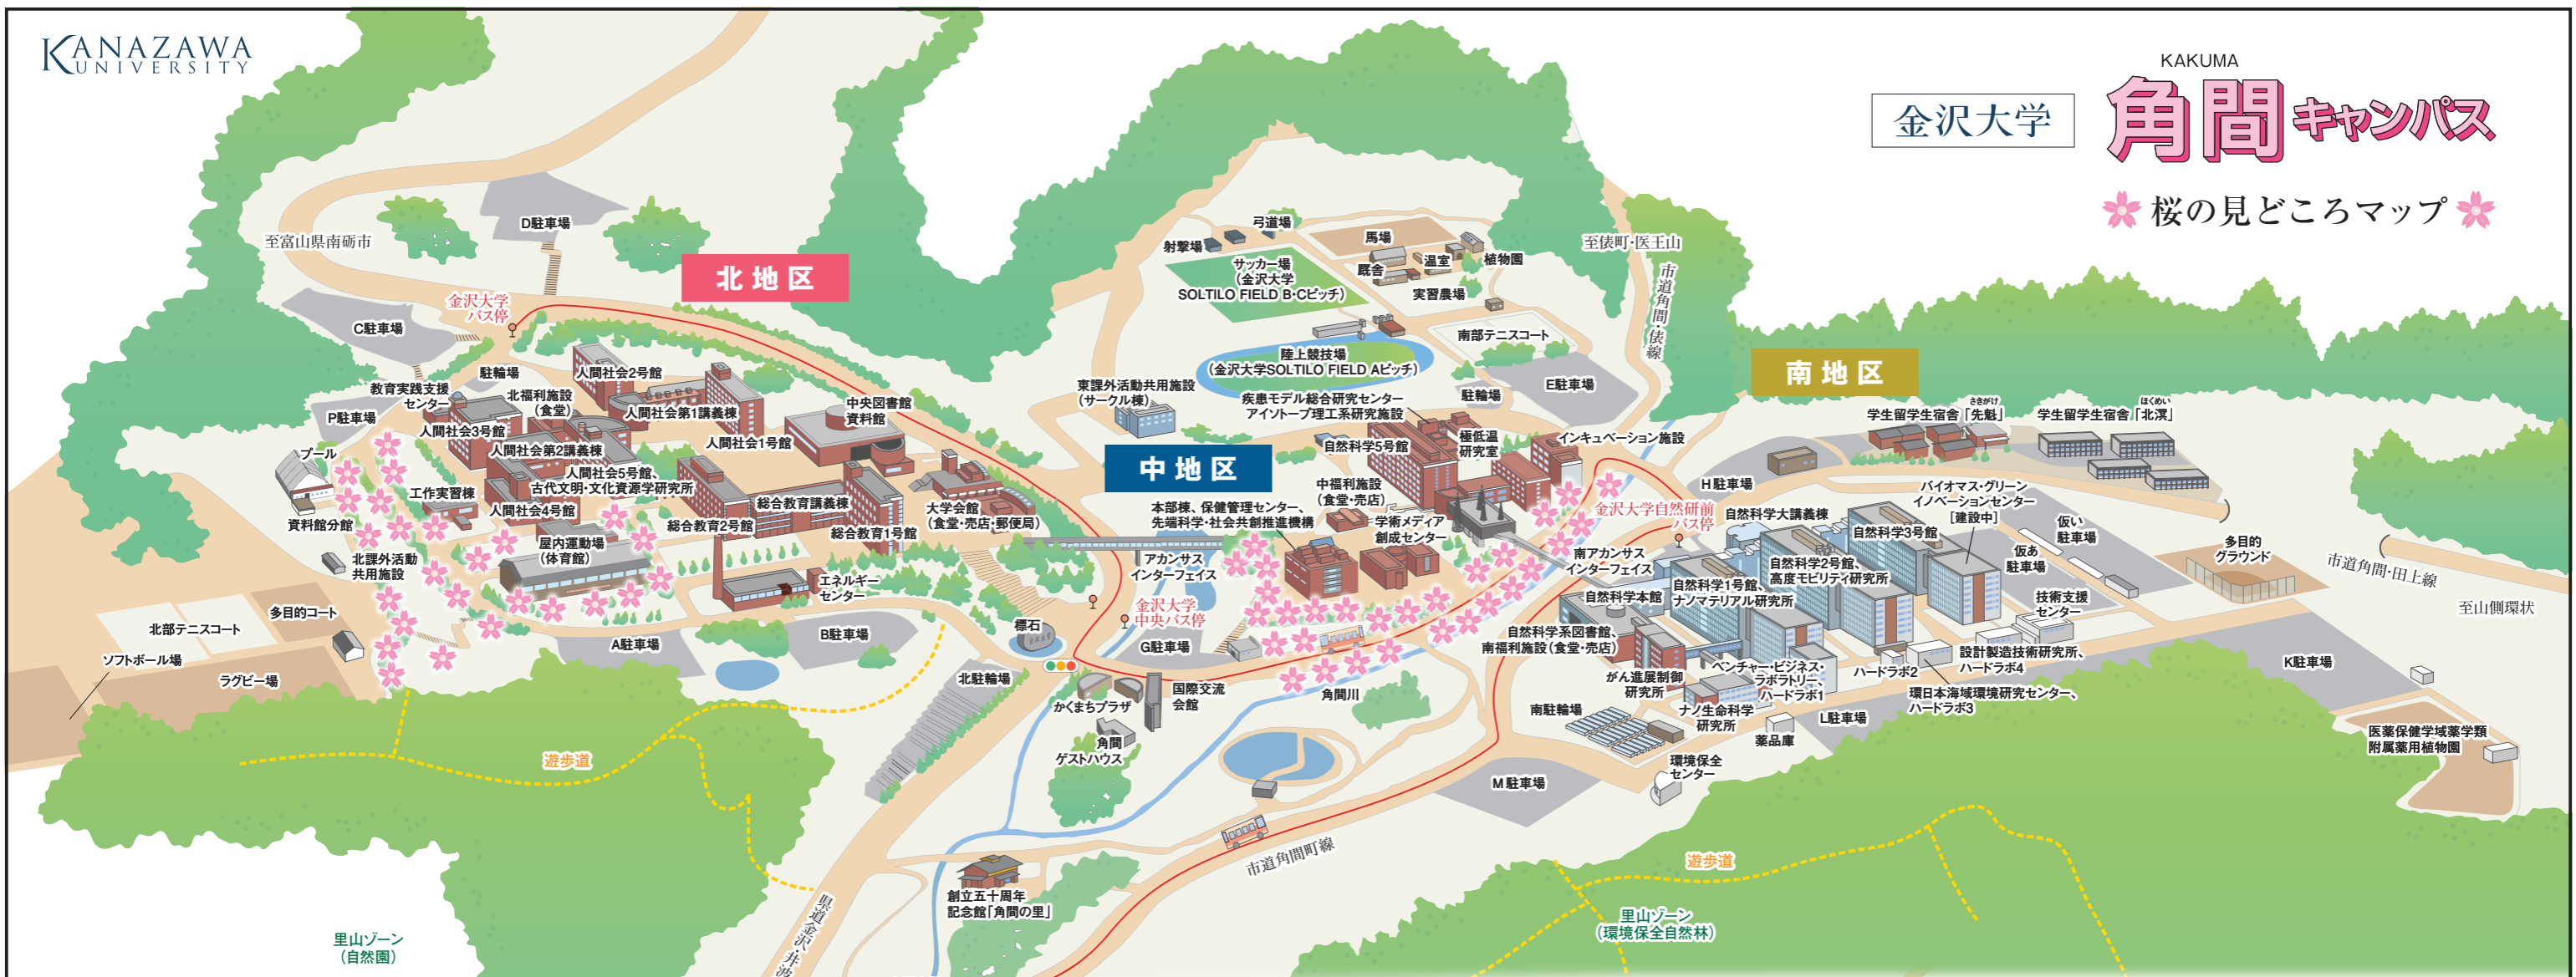 KANAZAWA
UNIVERSITY
KAKUMA
金沢大学
角間キャンパス
桜の見どころマップ
北地区
中地区
南地区
至富山県南砺市
D駐車場
C駐車場
金沢大学
バス停
駐輪場
教育実践支援
センター
P駐車場
北福利施設
(食堂)
人間社会2号館
人間社会第1講義棟
人間社会3号館
人間社会1号館
中央図書館
資料館
人間社会第2講義棟
人間社会5号館、
古代文明・文化資源学研究所
プール
工作実習棟
人間社会4号館
資料館分館
総合教育講義棟
総合教育2号館
総合教育1号館
大学会館
(食堂・売店・郵便局)
屋内運動場
(体育館)
北課外活動
共用施設
エネルギー
センター
多目的コート
北部テニスコート
ソフトボール場
ラグビー場
A駐車場
B駐車場
北駐輪場
標石
遊歩道
里山ゾーン
(自然園)
県道金沢・井波
射撃場
弓道場
馬場
厩舎
温室
植物園
実習農場
サッカー場
(金沢大学
SOLTILO FIELD B・Cピッチ)
南部テニスコート
陸上競技場
(金沢大学SOLTILO FIELD Aピッチ)
E駐車場
駐輪場
至俵町・医王山
市道角間・俵線
東課外活動共用施設
(サークル棟)
疾患モデル総合研究センター
アイソトープ理工系研究施設
自然科学5号館
極低温
研究室
インキュベーション施設
中福利施設
(食堂・売店)
本部棟、保健管理センター、
先端科学・社会共創推進機構
学術メディア
創成センター
アカンサス
インターフェイス
金沢大学
中央バス停
G駐車場
国際交流
会館
かくまちプラザ
角間
ゲストハウス
角間川
創立五十周年
記念館「角間の里」
市道角間町線
金沢大学自然研前
バス停
南アカンサス
インターフェイス
H駐車場
さきがけ
学生留学生宿舎「先魁」
ほくめい
学生留学生宿舎「北溟」
自然科学大講義棟
自然科学3号館
バイオマス・グリーン
イノベーションセンター
[建設中]
仮い
駐車場
仮あ
駐車場
多目的
グラウンド
市道角間・田上線
至山側環状
自然科学2号館、
高度モビリティ研究所
自然科学1号館、
ナノマテリアル研究所
自然科学本館
技術支援
センター
自然科学系図書館、
南福利施設(食堂・売店)
がん進展制御
研究所
ベンチャー・ビジネス・
ラボラトリー、
ハードラボ1
ハードラボ2
設計製造技術研究所、
ハードラボ4
環日本海域環境研究センター、
ハードラボ3
K駐車場
ナノ生命科学
研究所
薬品庫
L駐車場
南駐輪場
環境保全
センター
M駐車場
医薬保健学域薬学類
附属薬用植物園
遊歩道
里山ゾーン
(環境保全自然林)